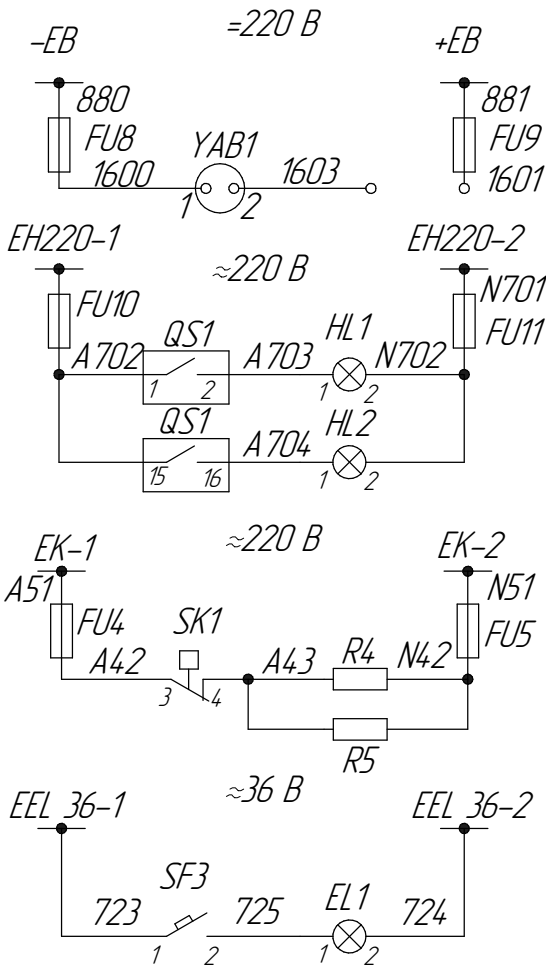 =220 В
-ЕВ +ЕВ
880 881
FU8 FU9
YAB1
1600 1603 1601
1 2
EH220-1 EH220-2
≈220 В
N701
FU10 FU11
QS1 HL1
A702 A703 N702
1 2 1 2
QS1 HL2
A704
15 16 1 2
≈220 В
EK-1 EK-2
A51 N51
FU4 SK1 FU5
A42 A43 R4 N42
3 4
R5
≈36 В
EEL 36-1 EEL 36-2
SF3 EL1
723 725 724
1 2 1 2